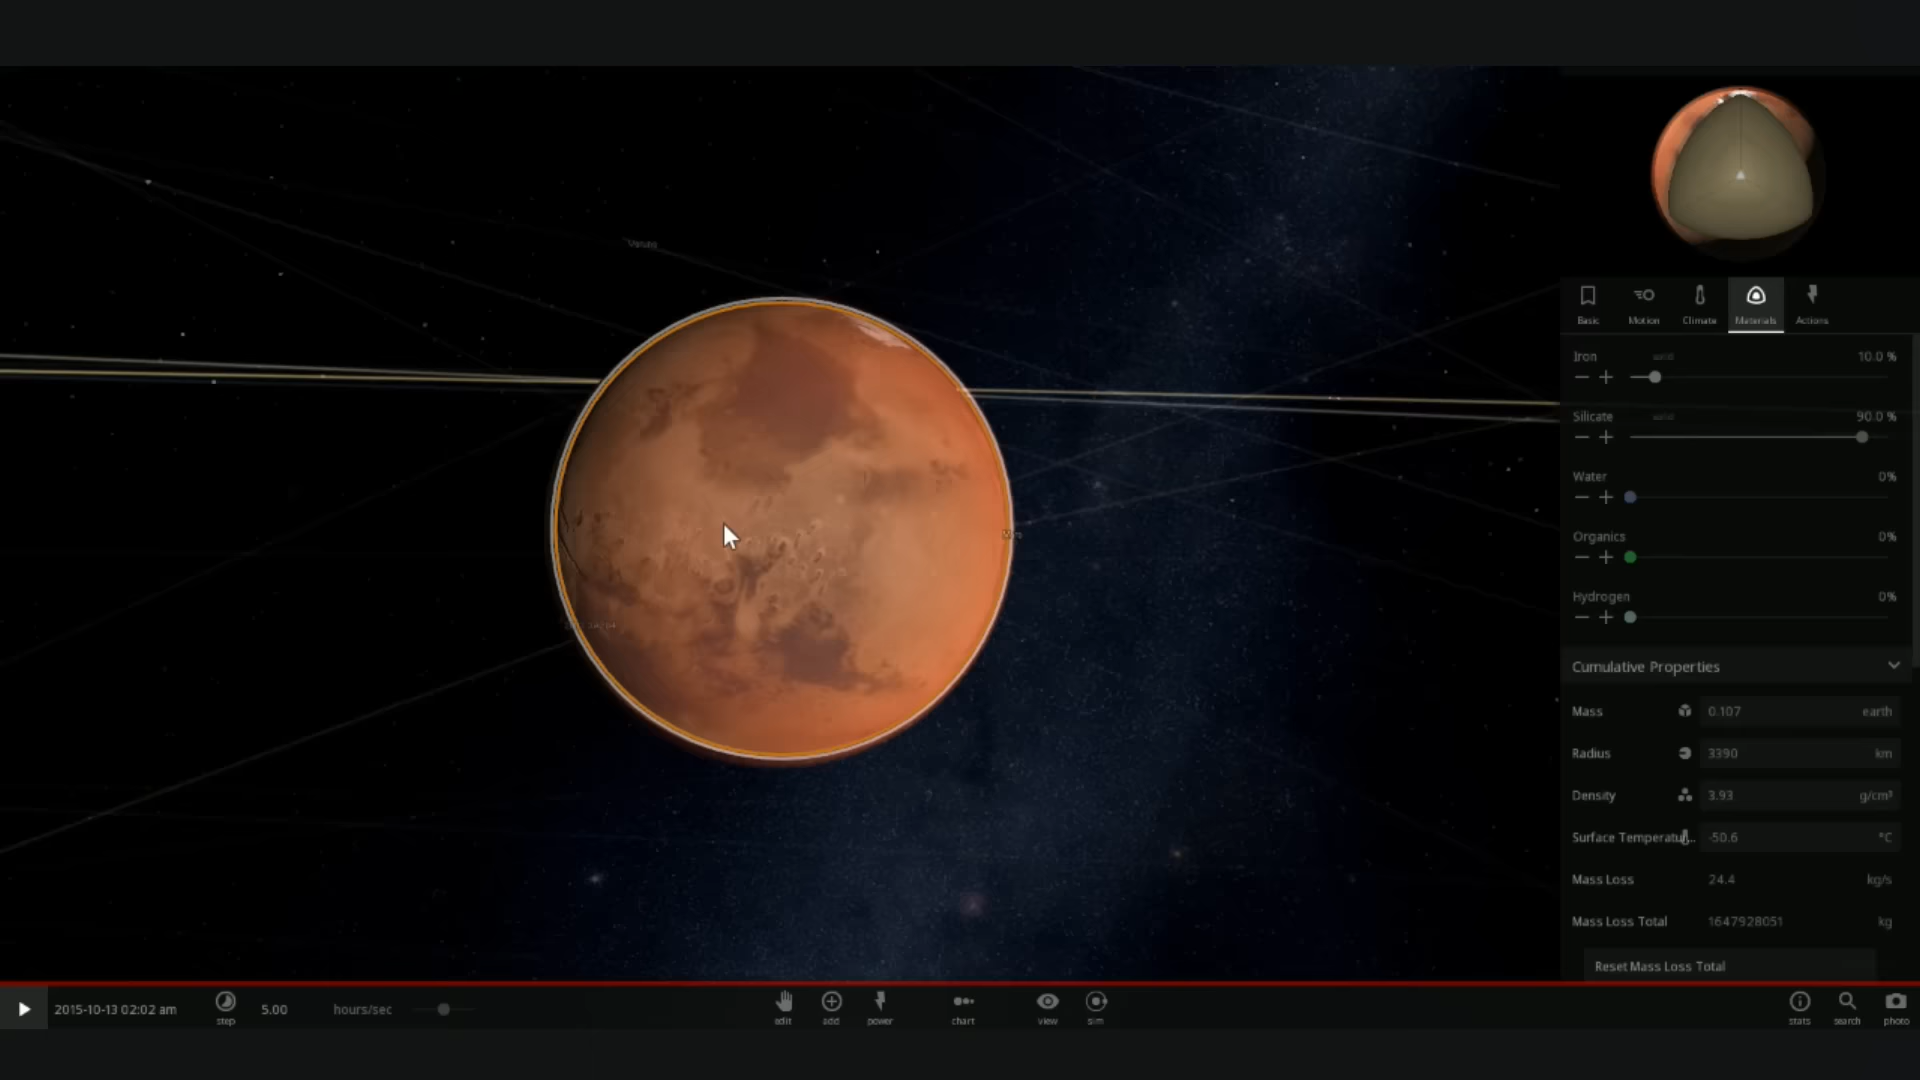 Basic Motion Climate Materials Actions
Iron solid 10.0 %
Silicate solid 90.0 %
Water 0%
Organics 0%
Hydrogen 0%
Cumulative Properties
Mass 0.107 earth
Radius 3390 km
Density 3.93 g/cm³
Surface Temperatu... -50.6 °C
Mass Loss 24.4 kg/s
Mass Loss Total 1647928051 kg
Reset Mass Loss Total
2015-10-13 02:02 am step 5.00 hours/sec edit add power chart view sim stats search photo